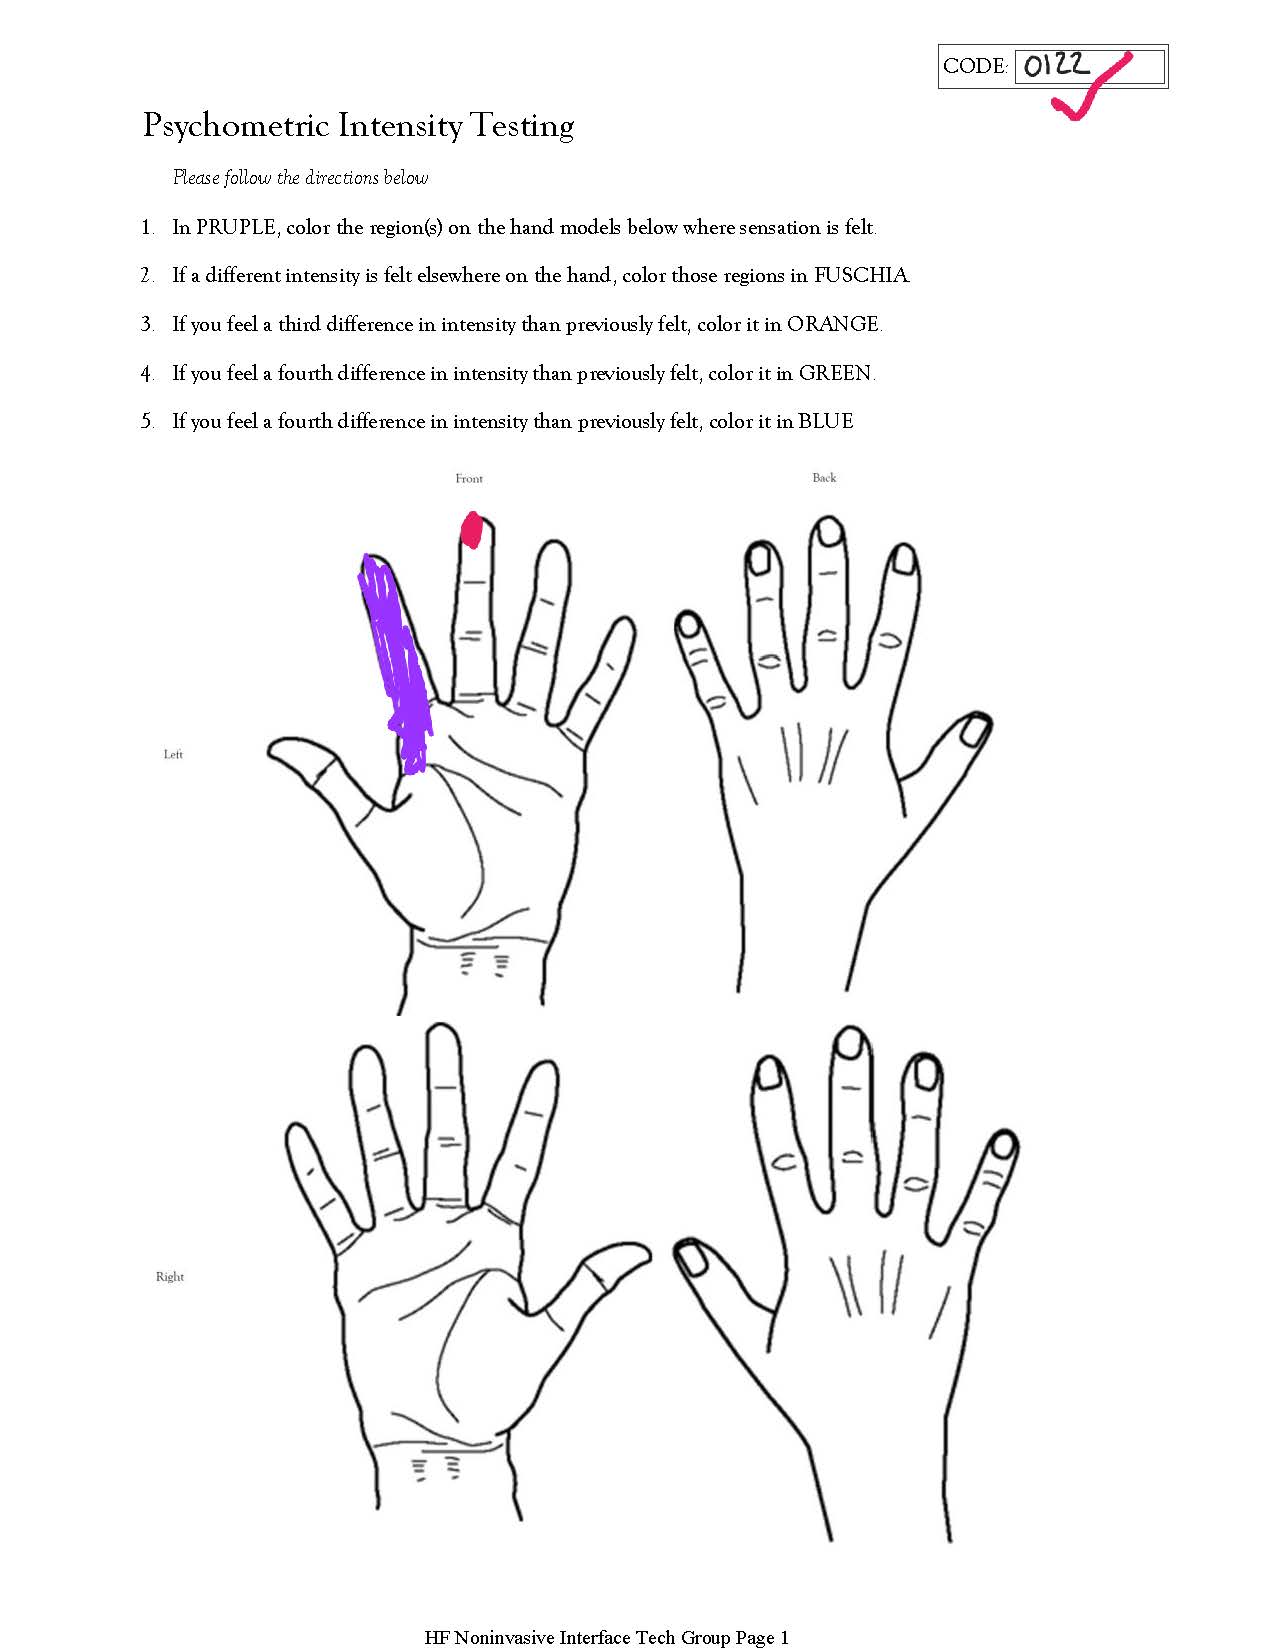 CODE: 0122
Psychometric Intensity Testing
Please follow the directions below
1. In PRUPLE, color the region(s) on the hand models below where sensation is felt.
2. If a different intensity is felt elsewhere on the hand, color those regions in FUSCHIA.
3. If you feel a third difference in intensity than previously felt, color it in ORANGE.
4. If you feel a fourth difference in intensity than previously felt, color it in GREEN.
5. If you feel a fourth difference in intensity than previously felt, color it in BLUE
Front Back
Left
Right
HF Noninvasive Interface Tech Group Page 1